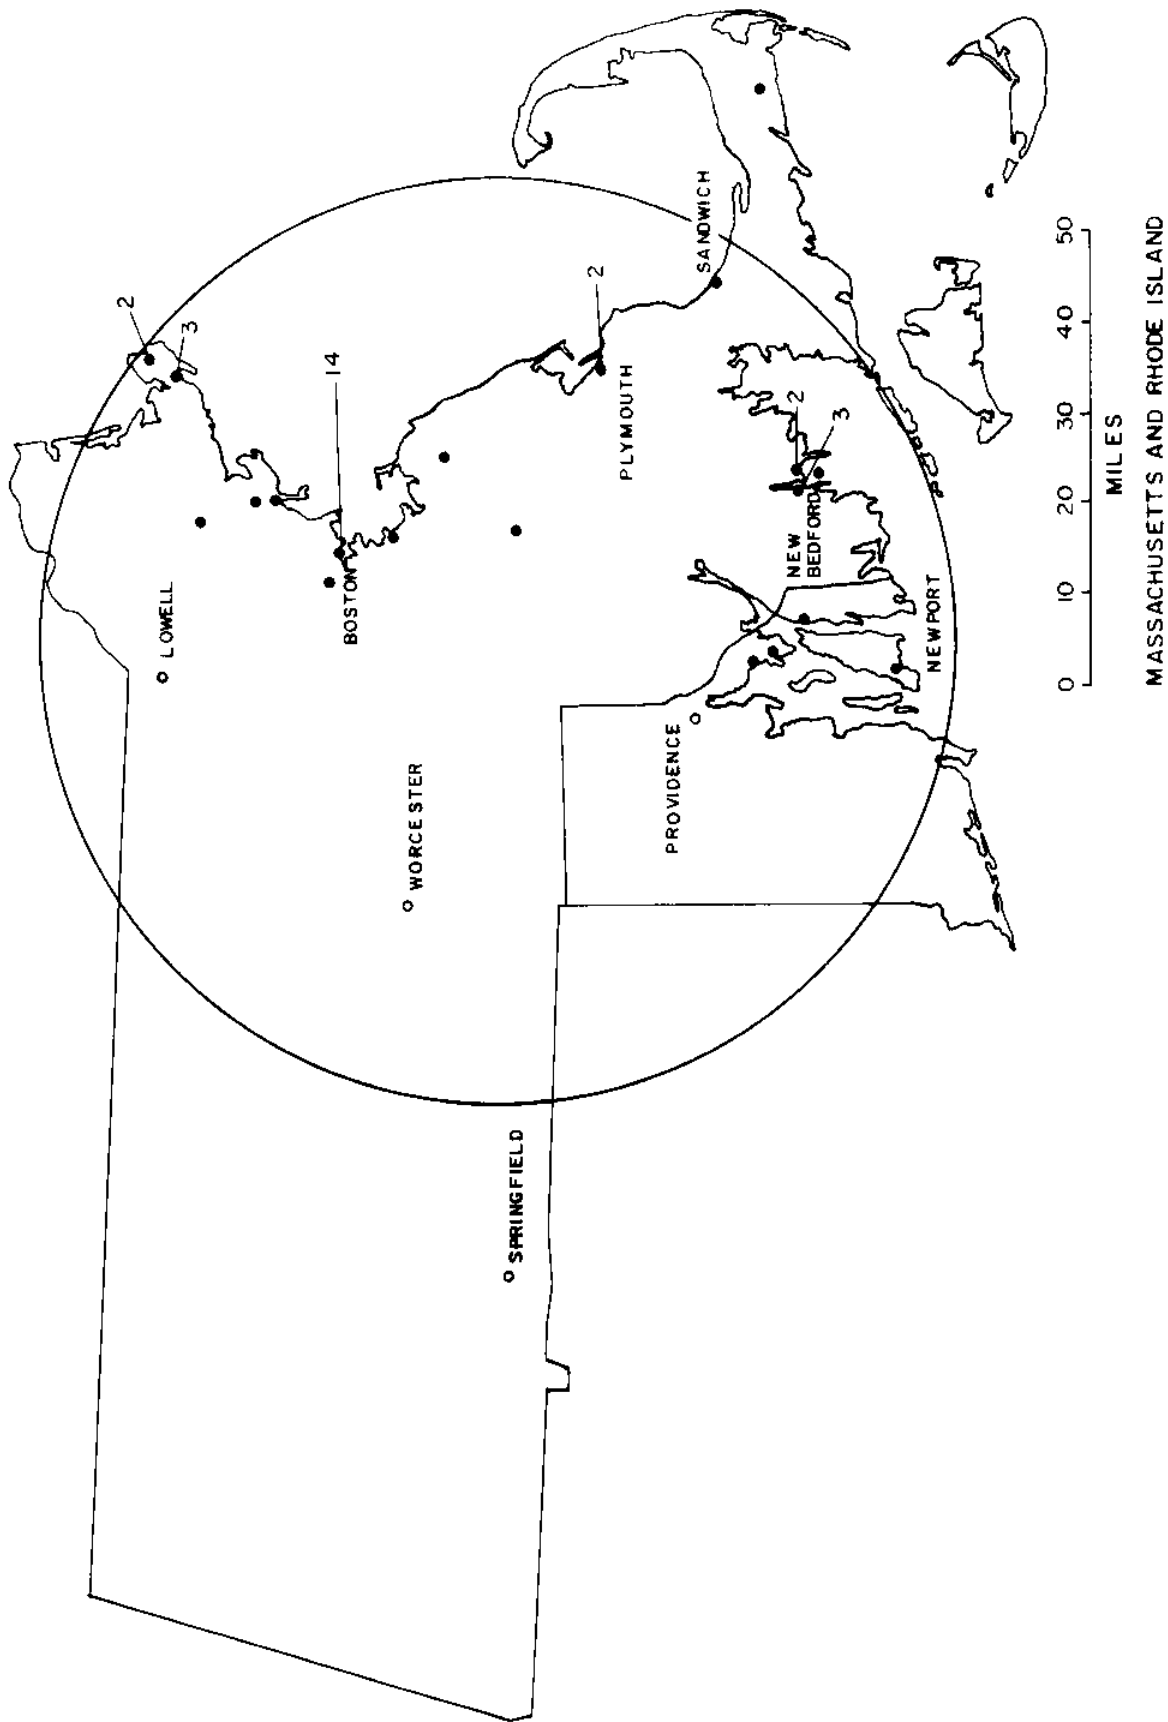 2
3
14
2
2
3
LOWELL
BOSTON
PLYMOUTH
SANDWICH
NEW
BEDFORD
NEWPORT
PROVIDENCE
WORCESTER
SPRINGFIELD
0 10 20 30 40 50
MILES
MASSACHUSETTS AND RHODE ISLAND